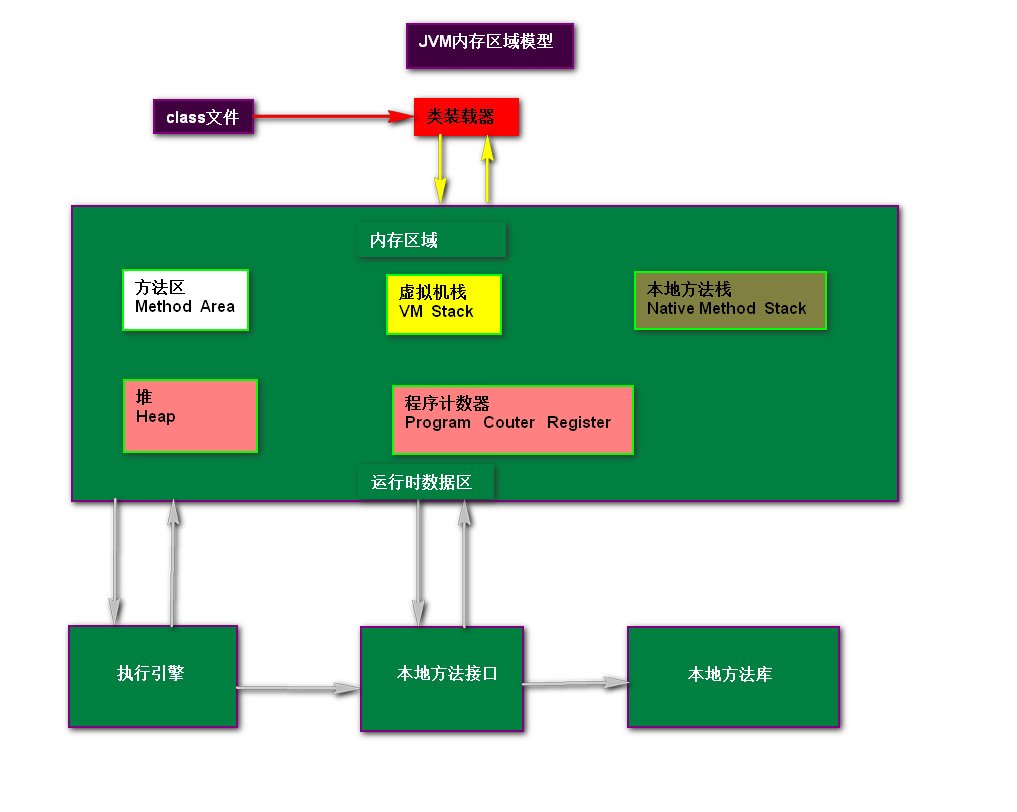 JVM内存区域模型
class文件
类装载器
内存区域
方法区
Method Area
虚拟机栈
VM Stack
本地方法栈
Native Method Stack
堆
Heap
程序计数器
Program Couter Register
运行时数据区
执行引擎
本地方法接口
本地方法库